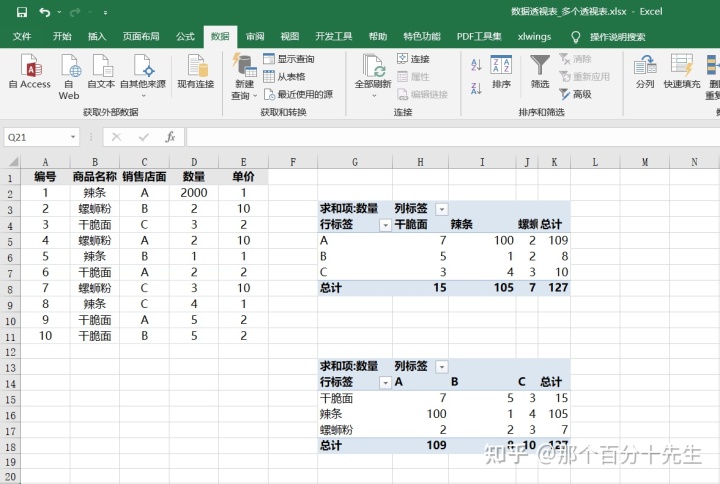 数据透视表_多个透视表.xlsx - Excel
文件 开始 插入 页面布局 公式 数据 审阅 视图 开发工具 帮助 特色功能 PDF工具集 xlwings 操作说明搜索
自 Access 自 Web 自文本 自其他来源 现有连接 新建查询 显示查询 从表格 最近使用的源 全部刷新 连接 属性 编辑链接 排序 筛选 清除 重新应用 高级 分列 快速填充
获取外部数据 获取和转换 连接 排序和筛选
Q21 fx
A B C D E F G H I J K L M N
1 编号 商品名称 销售店面 数量 单价
2 1 辣条 A 2000 1
3 2 螺蛳粉 B 2 10 求和项:数量 列标签
4 3 干脆面 C 3 2 行标签 干脆面 辣条 总计
5 4 螺蛳粉 A 2 10 A 7 100 2 109
6 5 辣条 B 1 1 B 5 1 2 8
7 6 干脆面 A 2 2 C 3 4 3 10
8 7 螺蛳粉 C 3 10 总计 15 105 7 127
9 8 辣条 C 4 1
10 9 干脆面 A 5 2
11 10 干脆面 B 5 2
12
13 求和项:数量 列标签
14 行标签 A B C 总计
15 干脆面 7 5 3 15
16 辣条 100 1 4 105
17 螺蛳粉 2 2 3 7
18 总计 109 8 10 127
19
20
知乎 @那个百分十先生